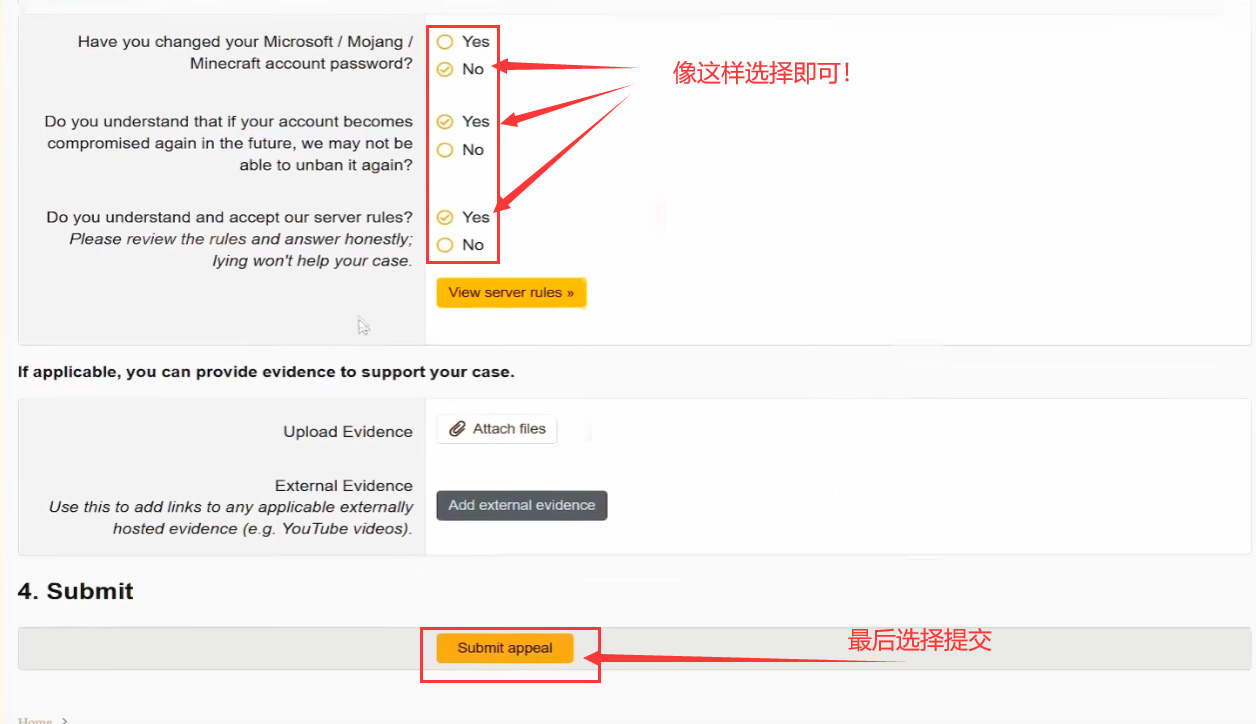 Have you changed your Microsoft / Mojang /
Minecraft account password?
Yes
No
像这样选择即可!
Do you understand that if your account becomes
compromised again in the future, we may not be
able to unban it again?
Yes
No
Do you understand and accept our server rules?
Please review the rules and answer honestly;
lying won't help your case.
Yes
No
View server rules »
If applicable, you can provide evidence to support your case.
Upload Evidence
Attach files
External Evidence
Use this to add links to any applicable externally
hosted evidence (e.g. YouTube videos).
Add external evidence
4. Submit
Submit appeal
最后选择提交
Home >